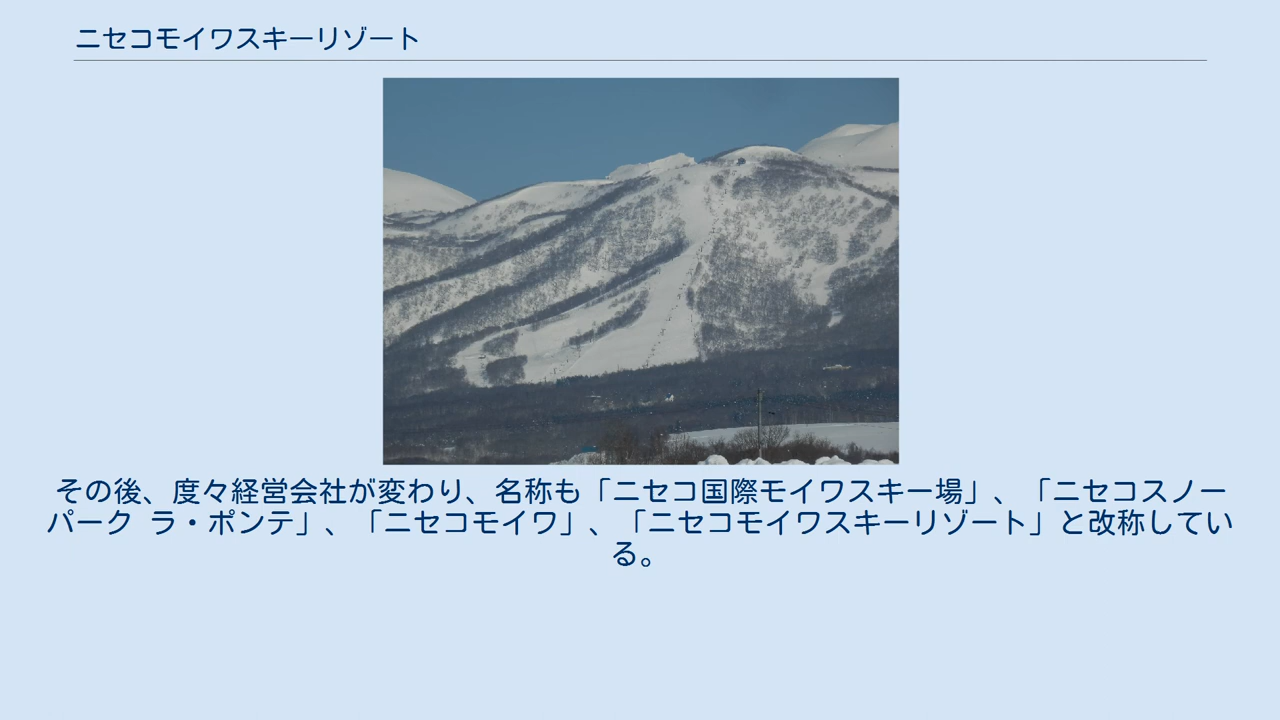 ニセコモイワスキーリゾート
その後、度々経営会社が変わり、名称も「ニセコ国際モイワスキー場」、「ニセコスノー
パーク ラ・ポンテ」、「ニセコモイワ」、「ニセコモイワスキーリゾート」と改称してい
る。